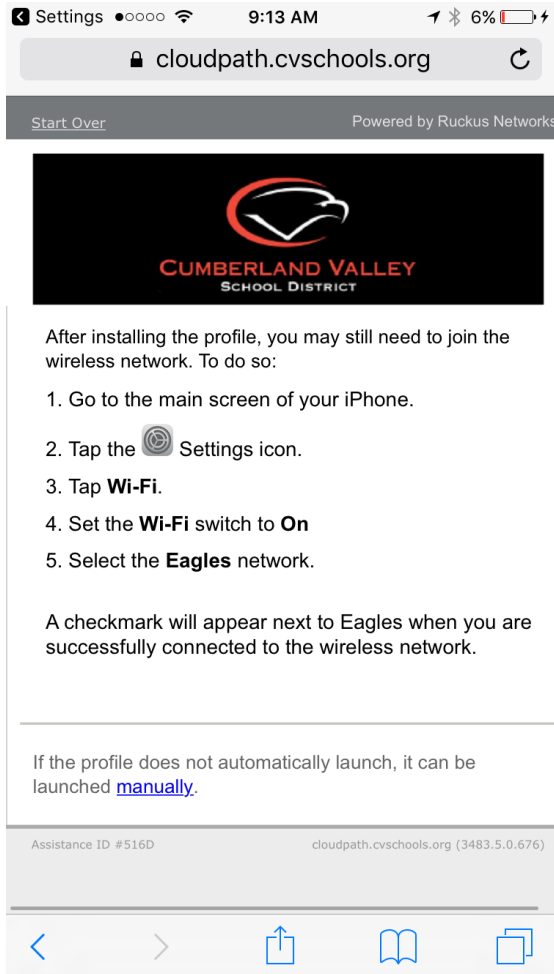 Settings
9:13 AM
6%
cloudpath.cvschools.org
Start Over
Powered by Ruckus Networks
CUMBERLAND VALLEY
SCHOOL DISTRICT
After installing the profile, you may still need to join the
wireless network. To do so:
1. Go to the main screen of your iPhone.
2. Tap the Settings icon.
3. Tap Wi-Fi.
4. Set the Wi-Fi switch to On
5. Select the Eagles network.
A checkmark will appear next to Eagles when you are
successfully connected to the wireless network.
If the profile does not automatically launch, it can be
launched manually.
Assistance ID #516D
cloudpath.cvschools.org (3483.5.0.676)